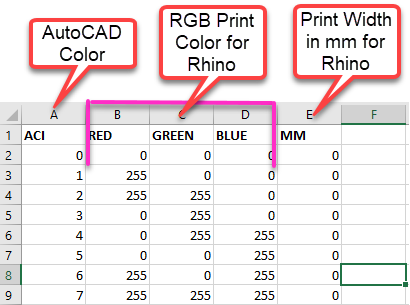 AutoCAD
Color
RGB Print
Color for
Rhino
Print Width
in mm for
Rhino
A B C D E F
1 ACI RED GREEN BLUE MM
2 0 0 0 0 0
3 1 255 0 0 0
4 2 255 255 0 0
5 3 0 255 0 0
6 4 0 255 255 0
7 5 0 0 255 0
8 6 255 0 255 0
9 7 255 255 255 0